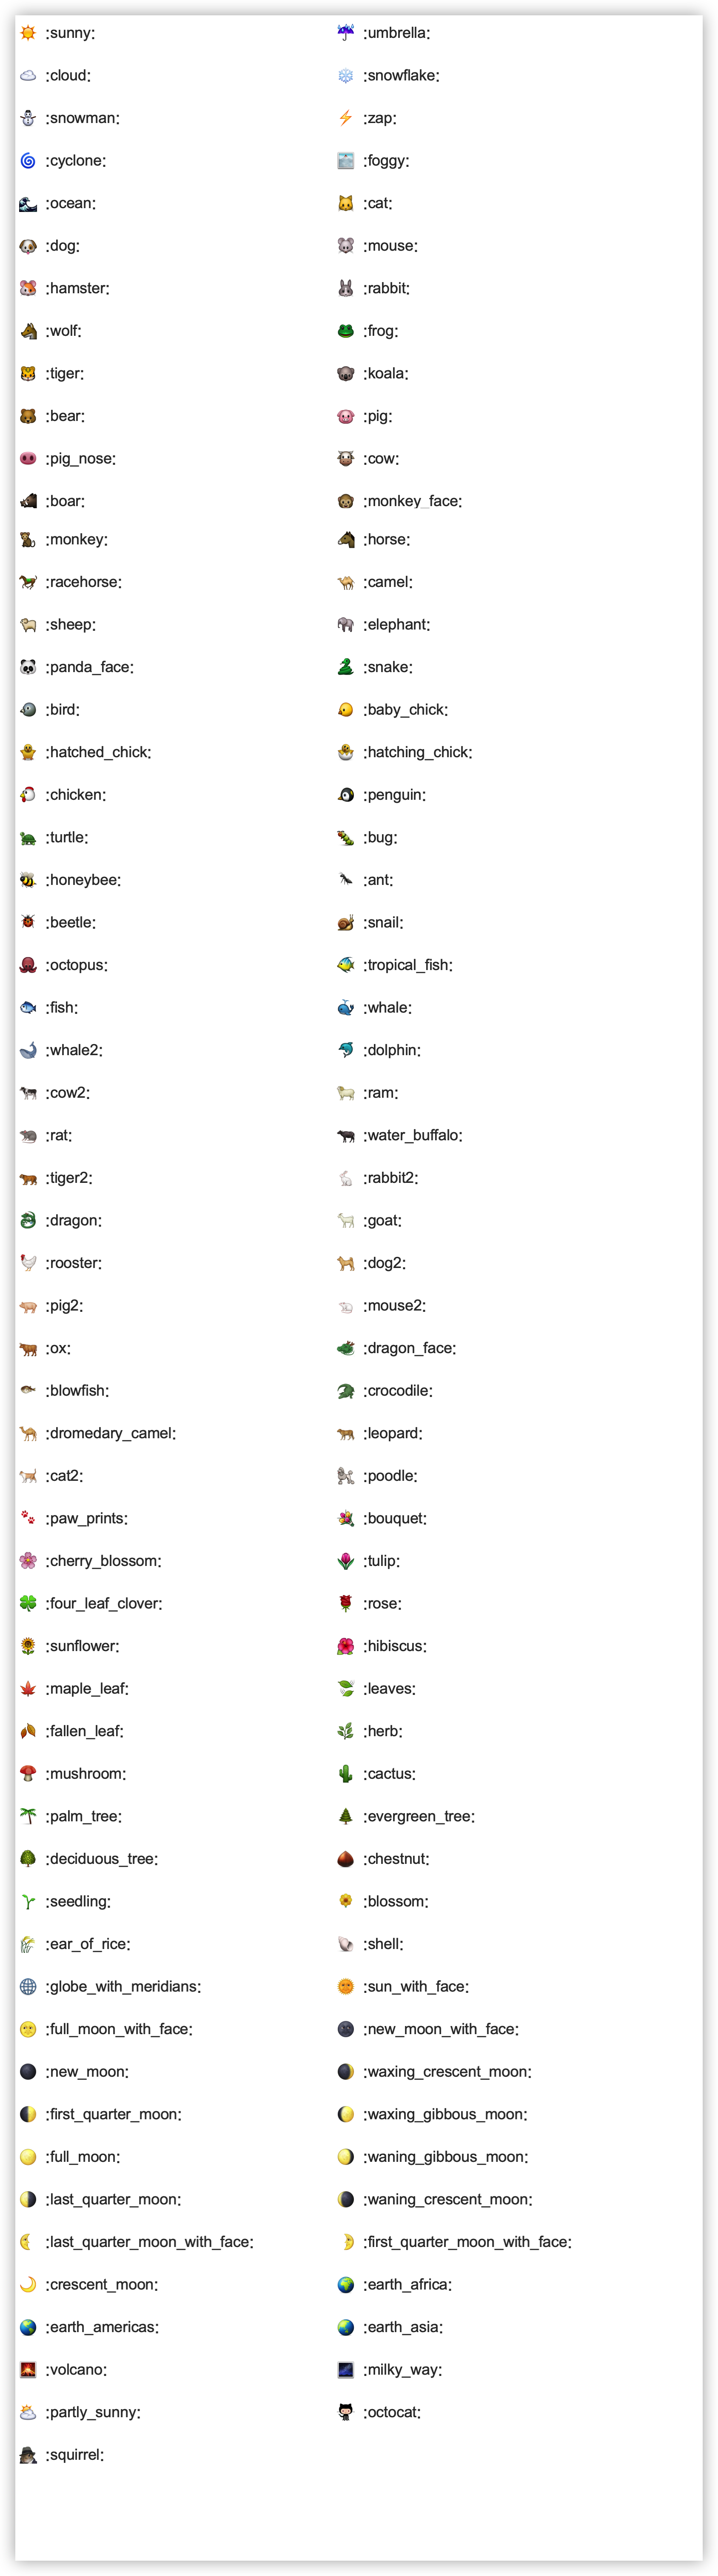 :sunny: :umbrella:
:cloud: :snowflake:
:snowman: :zap:
:cyclone: :foggy:
:ocean: :cat:
:dog: :mouse:
:hamster: :rabbit:
:wolf: :frog:
:tiger: :koala:
:bear: :pig:
:pig_nose: :cow:
:boar: :monkey_face:
:monkey: :horse:
:racehorse: :camel:
:sheep: :elephant:
:panda_face: :snake:
:bird: :baby_chick:
:hatched_chick: :hatching_chick:
:chicken: :penguin:
:turtle: :bug:
:honeybee: :ant:
:beetle: :snail:
:octopus: :tropical_fish:
:fish: :whale:
:whale2: :dolphin:
:cow2: :ram:
:rat: :water_buffalo:
:tiger2: :rabbit2:
:dragon: :goat:
:rooster: :dog2:
:pig2: :mouse2:
:ox: :dragon_face:
:blowfish: :crocodile:
:dromedary_camel: :leopard:
:cat2: :poodle:
:paw_prints: :bouquet:
:cherry_blossom: :tulip:
:four_leaf_clover: :rose:
:sunflower: :hibiscus:
:maple_leaf: :leaves:
:fallen_leaf: :herb:
:mushroom: :cactus:
:palm_tree: :evergreen_tree:
:deciduous_tree: :chestnut:
:seedling: :blossom:
:ear_of_rice: :shell:
:globe_with_meridians: :sun_with_face:
:full_moon_with_face: :new_moon_with_face:
:new_moon: :waxing_crescent_moon:
:first_quarter_moon: :waxing_gibbous_moon:
:full_moon: :waning_gibbous_moon:
:last_quarter_moon: :waning_crescent_moon:
:last_quarter_moon_with_face: :first_quarter_moon_with_face:
:crescent_moon: :earth_africa:
:earth_americas: :earth_asia:
:volcano: :milky_way:
:partly_sunny: :octocat:
:squirrel: